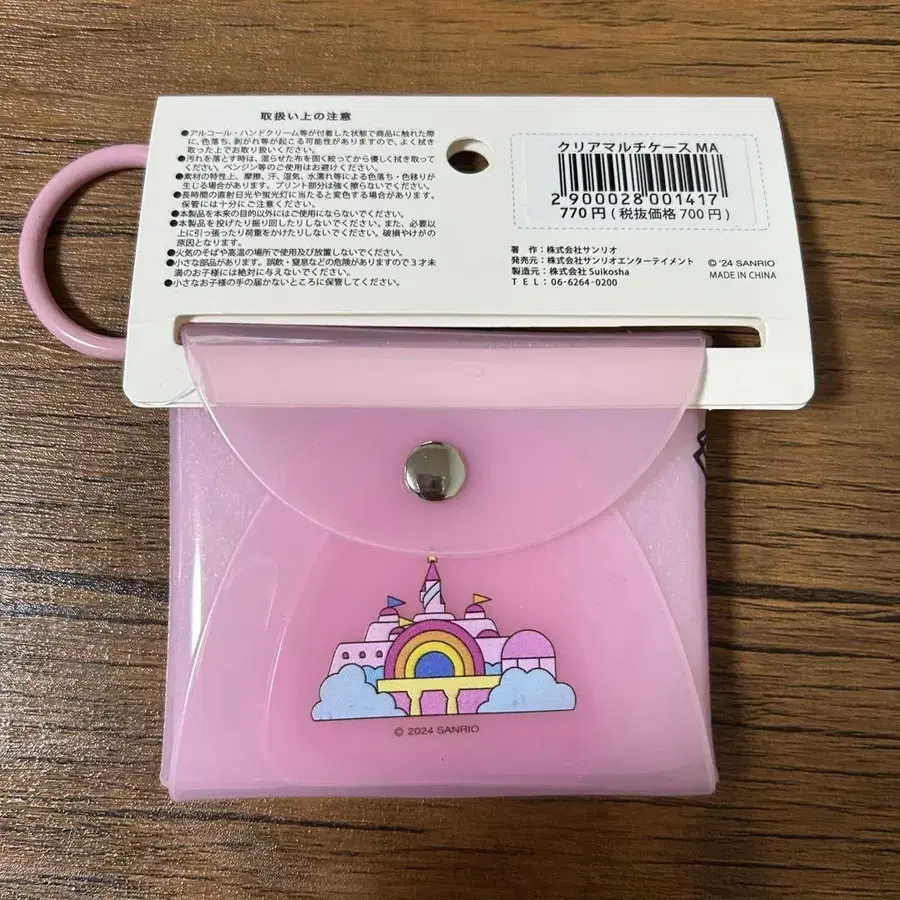 取扱い上の注意
●アルコール・ハンドクリーム等が付着した状態で商品に触れた際
に、色落ち、剥がれ等が起こる可能性がありますので、よく拭き
取った上でお取り扱いください。
●汚れを落とす時は、湿らせた布を固く絞ってから優しく拭き取って
ください。ベンジン等のご使用はお避けください。
●素材の特性上、摩擦、汗、湿気、水濡れ等による色落ち・色移りが
生じる場合があります。プリント部分は強く擦らないでください。
●長時間の直射日光や蛍光灯に当たると変色する場合があります。
保管には十分にご注意ください。
●本製品を本来の目的以外にはご使用にならないでください。
●本製品を投げたり振り回したりしないでください。また、必要以
上に引っ張たり荷重をかけたりしないでください。破損やけがの
原因となります。
●火気のそばや高温の場所で使用及び放置しないでください。
●小さな部品があります。誤飲・窒息などの危険がありますので3才未
満のお子様には絶対に与えないでください。
●小さなお子様の手の届かないところに保管してください。
クリアマルチケース MA
2900028001417
770円(税抜価格700円)
著 作：株式会社サンリオ
発売元：株式会社サンリオエンターテイメント
製造元：株式会社 Suikosha
TEL：06-6264-0200
© '24 SANRIO
MADE IN CHINA
© 2024 SANRIO